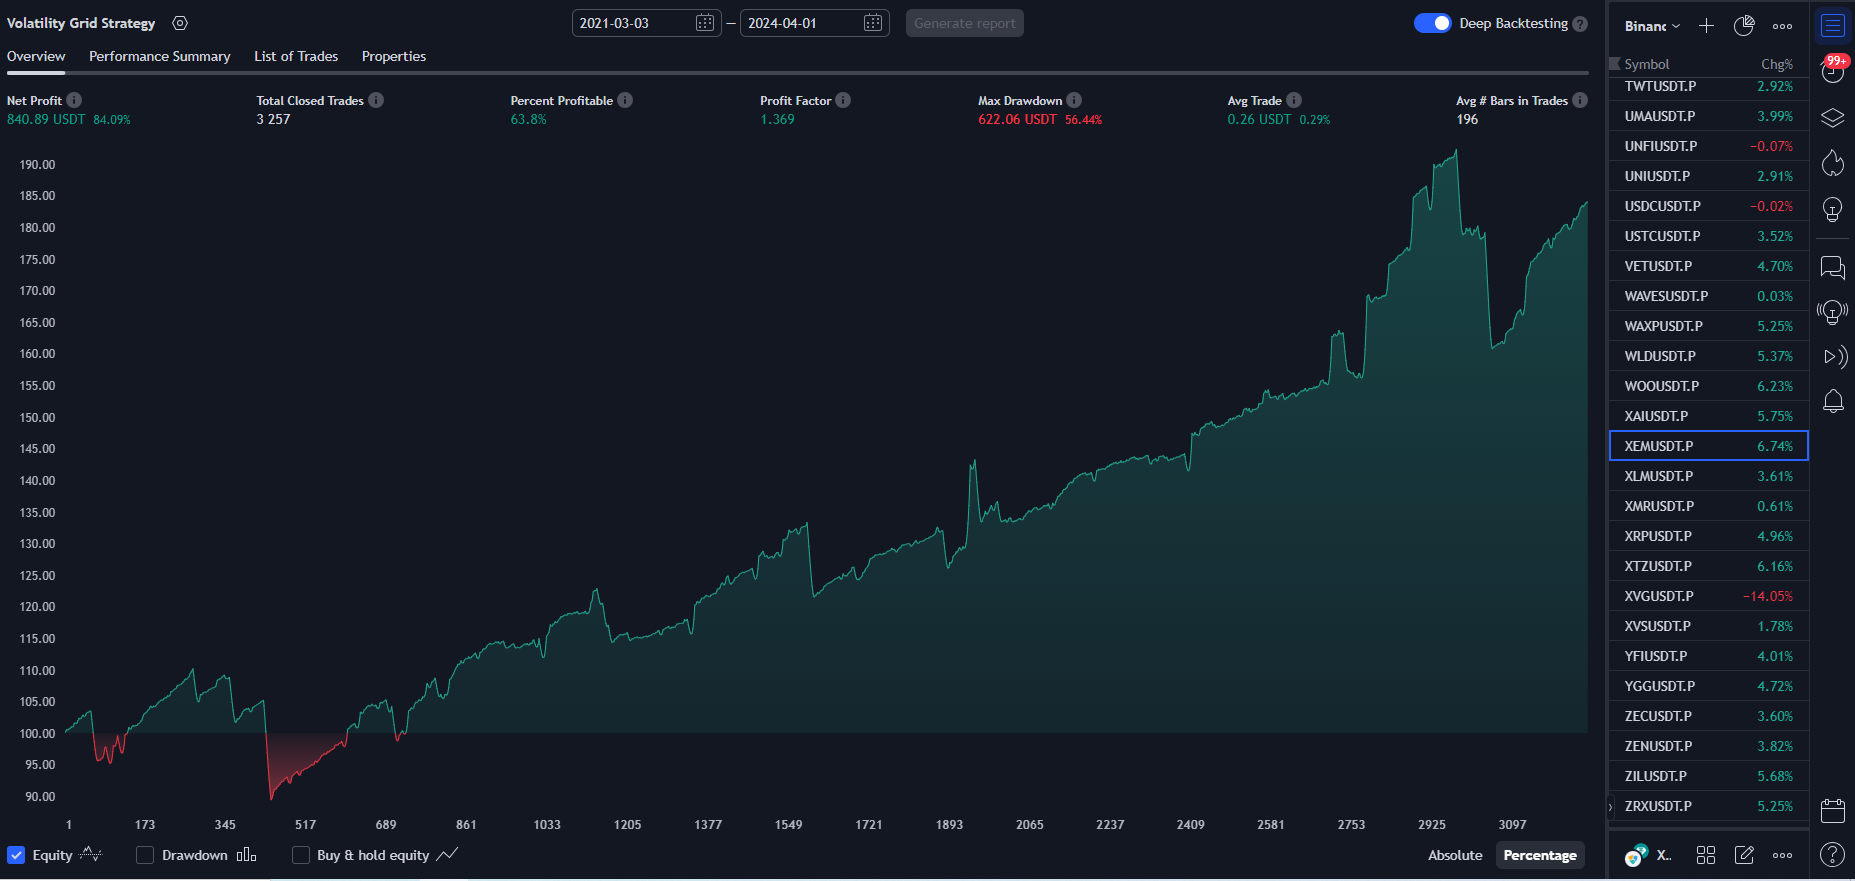 Volatility Grid Strategy
2021-03-03 — 2024-04-01
Generate report
Deep Backtesting
Overview Performance Summary List of Trades Properties
Net Profit
840.89 USDT 84.09%
Total Closed Trades
3 257
Percent Profitable
63.8%
Profit Factor
1.369
Max Drawdown
622.06 USDT 56.44%
Avg Trade
0.26 USDT 0.29%
Avg # Bars in Trades
196
190.00
185.00
180.00
175.00
170.00
165.00
160.00
155.00
150.00
145.00
140.00
135.00
130.00
125.00
120.00
115.00
110.00
105.00
100.00
95.00
90.00
1 173 345 517 689 861 1033 1205 1377 1549 1721 1893 2065 2237 2409 2581 2753 2925 3097
Equity Drawdown Buy & hold equity
Absolute Percentage
Binanc
Symbol Chg%
TWTUSDT.P 2.92%
UMAUSDT.P 3.99%
UNFIUSDT.P −0.07%
UNIUSDT.P 2.91%
USDCUSDT.P −0.02%
USTCUSDT.P 3.52%
VETUSDT.P 4.70%
WAVESUSDT.P 0.03%
WAXPUSDT.P 5.25%
WLDUSDT.P 5.37%
WOOUSDT.P 6.23%
XAIUSDT.P 5.75%
XEMUSDT.P 6.74%
XLMUSDT.P 3.61%
XMRUSDT.P 0.61%
XRPUSDT.P 4.96%
XTZUSDT.P 6.16%
XVGUSDT.P −14.05%
XVSUSDT.P 1.78%
YFIUSDT.P 4.01%
YGGUSDT.P 4.72%
ZECUSDT.P 3.60%
ZENUSDT.P 3.82%
ZILUSDT.P 5.68%
ZRXUSDT.P 5.25%
X..
99+